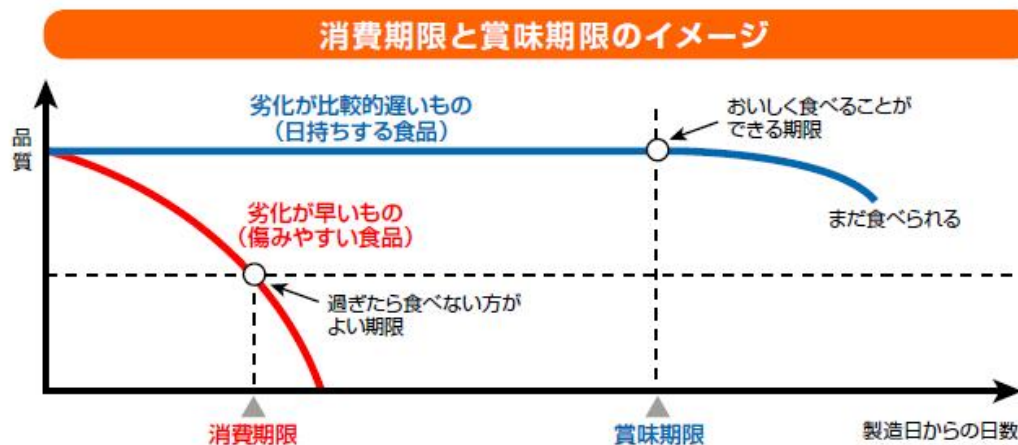 消費期限と賞味期限のイメージ
品質
劣化が比較的遅いもの
（日持ちする食品）
おいしく食べることが
できる期限
まだ食べられる
劣化が早いもの
（傷みやすい食品）
過ぎたら食べない方が
よい期限
消費期限
賞味期限
製造日からの日数